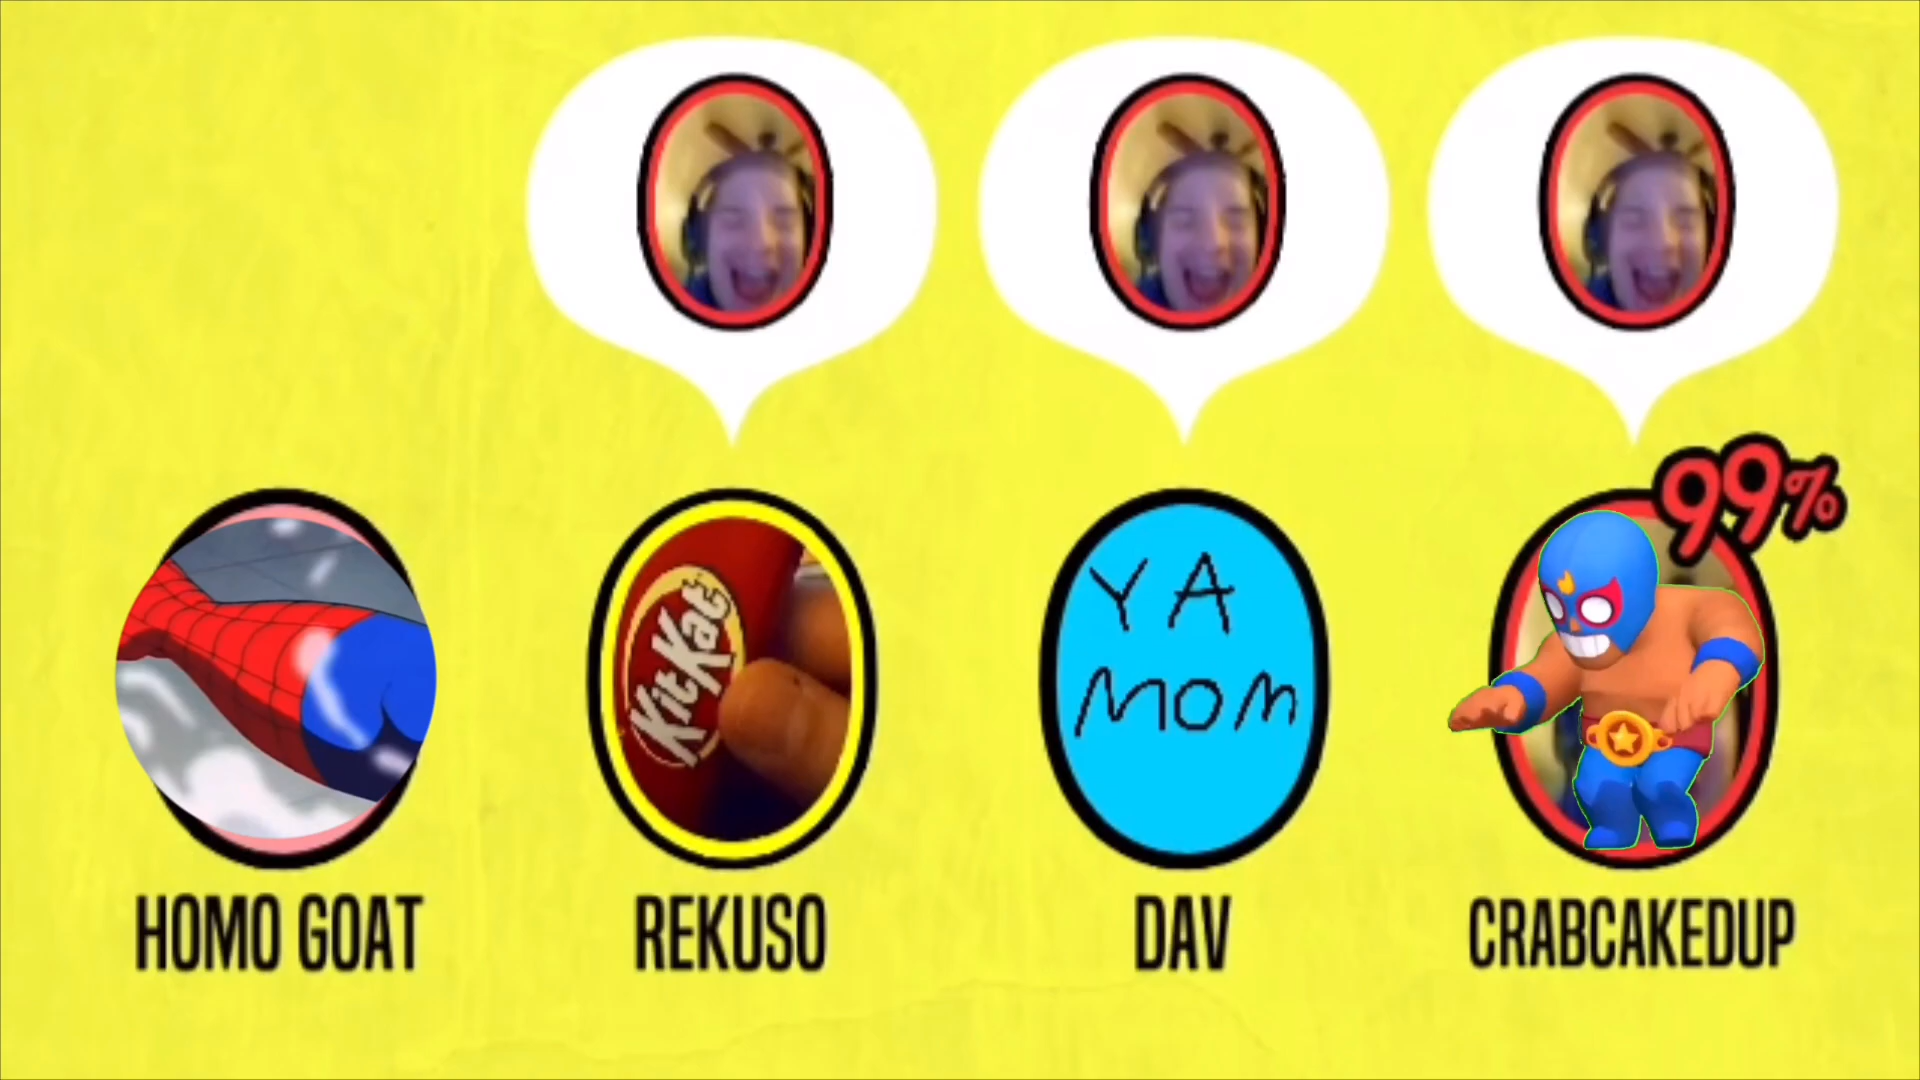 99%
KitKat
YA
MOM
HOMO GOAT
REKUSO
DAV
CRABCAKEDUP